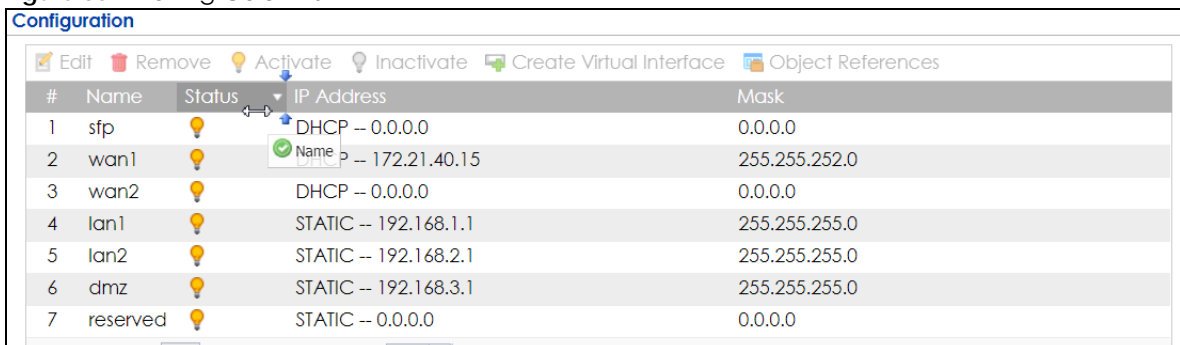 Configuration
Edit Remove Activate Inactivate Create Virtual Interface Object References
# Name Status IP Address Mask
1 sfp DHCP -- 0.0.0.0 0.0.0.0
Name
2 wan1 DHCP -- 172.21.40.15 255.255.252.0
3 wan2 DHCP -- 0.0.0.0 0.0.0.0
4 lan1 STATIC -- 192.168.1.1 255.255.255.0
5 lan2 STATIC -- 192.168.2.1 255.255.255.0
6 dmz STATIC -- 192.168.3.1 255.255.255.0
7 reserved STATIC -- 0.0.0.0 0.0.0.0